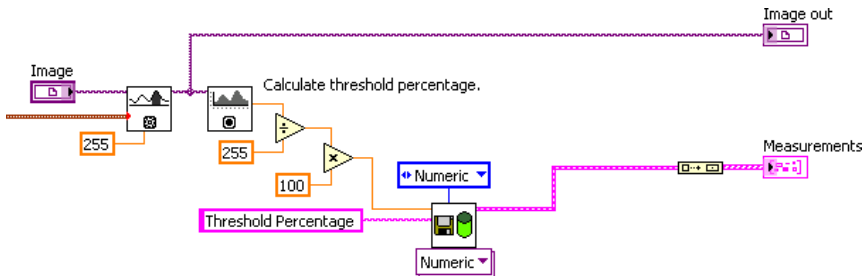 Image out
Image
Calculate threshold percentage.
255
255
÷
×
100
Numeric
Measurements
Threshold Percentage
Numeric